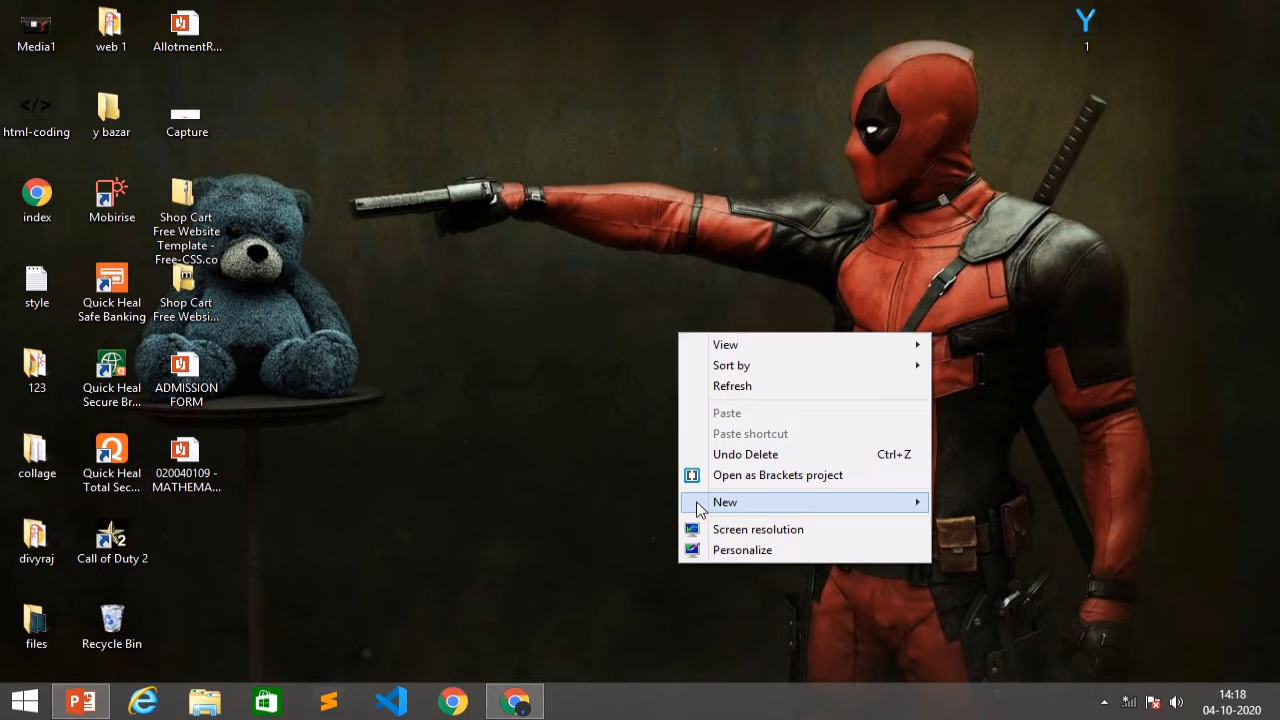 Media1
web 1
AllotmentR...
1
html-coding
y bazar
Capture
index
Mobirise
Shop Cart
Free Website
Template -
Free-CSS.co
style
Quick Heal
Safe Banking
Shop Cart
Free Websi...
123
Quick Heal
Secure Br...
ADMISSION
FORM
collage
Quick Heal
Total Sec...
020040109 -
MATHEMA...
divyraj
Call of Duty 2
files
Recycle Bin
View
Sort by
Refresh
Paste
Paste shortcut
Undo Delete Ctrl+Z
Open as Brackets project
New
Screen resolution
Personalize
14:18
04-10-2020